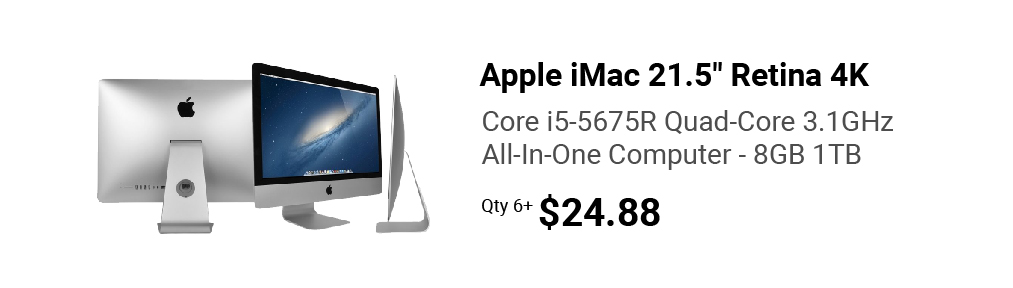 Apple iMac 21.5" Retina 4K
Core i5-5675R Quad-Core 3.1GHz
All-In-One Computer - 8GB 1TB
Qty 6+ $24.88